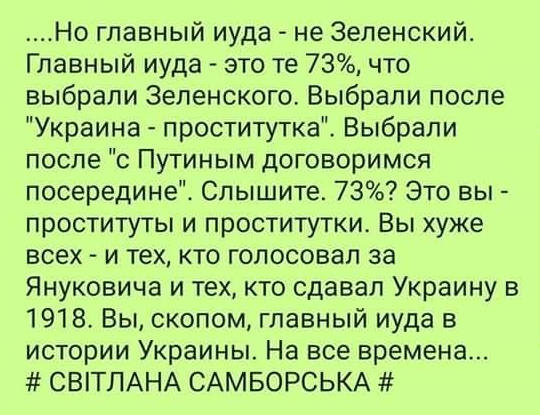 ....Но главный иуда - не Зеленский.
Главный иуда - это те 73%, что
выбрали Зеленского. Выбрали после
"Украина - проститутка". Выбрали
после "с Путиным договоримся
посередине". Слышите. 73%? Это вы -
проституты и проститутки. Вы хуже
всех - и тех, кто голосовал за
Януковича и тех, кто сдавал Украину в
1918. Вы, скопом, главный иуда в
истории Украины. На все времена...
# СВІТЛАНА САМБОРСЬКА #